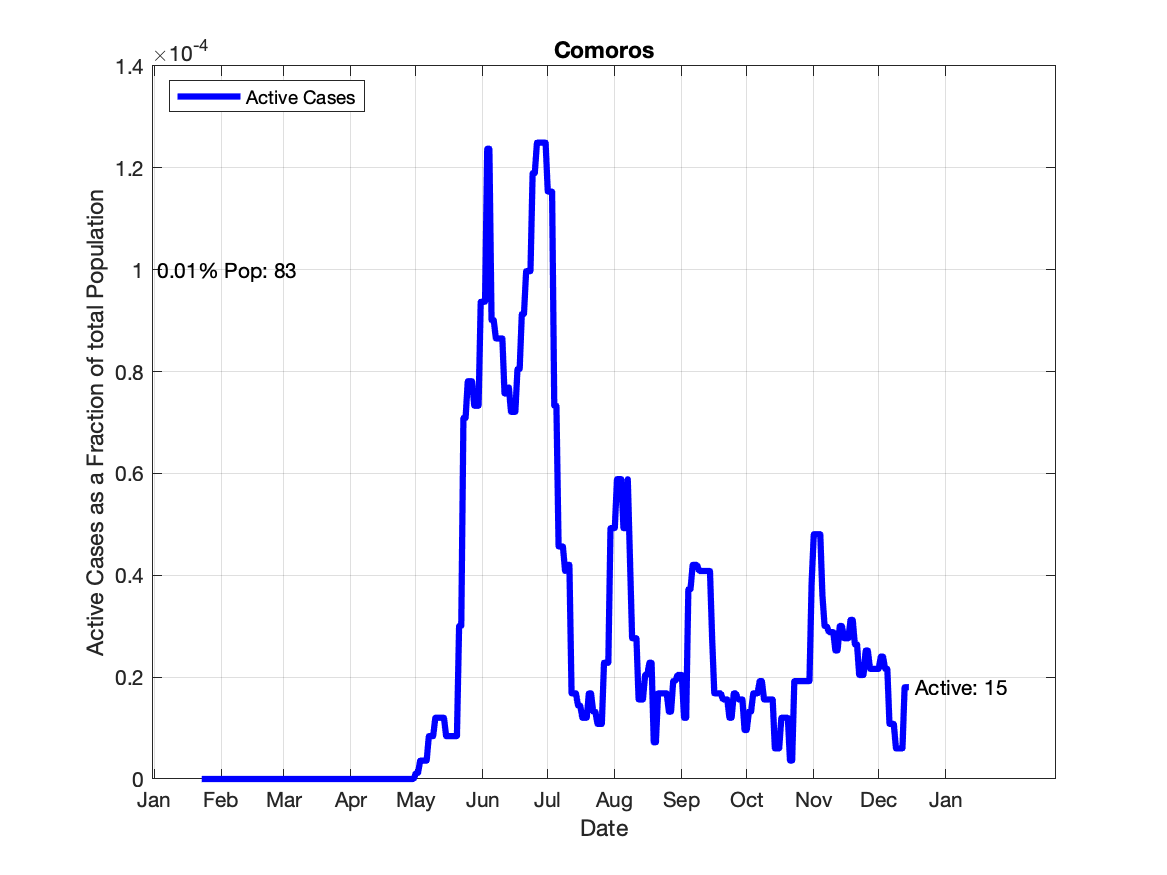 Comoros
×10-4
Active Cases
1.4
1.2
1
0.8
0.6
0.4
0.2
0
0.01% Pop: 83
Active: 15
Active Cases as a Fraction of total Population
Jan Feb Mar Apr May Jun Jul Aug Sep Oct Nov Dec Jan
Date